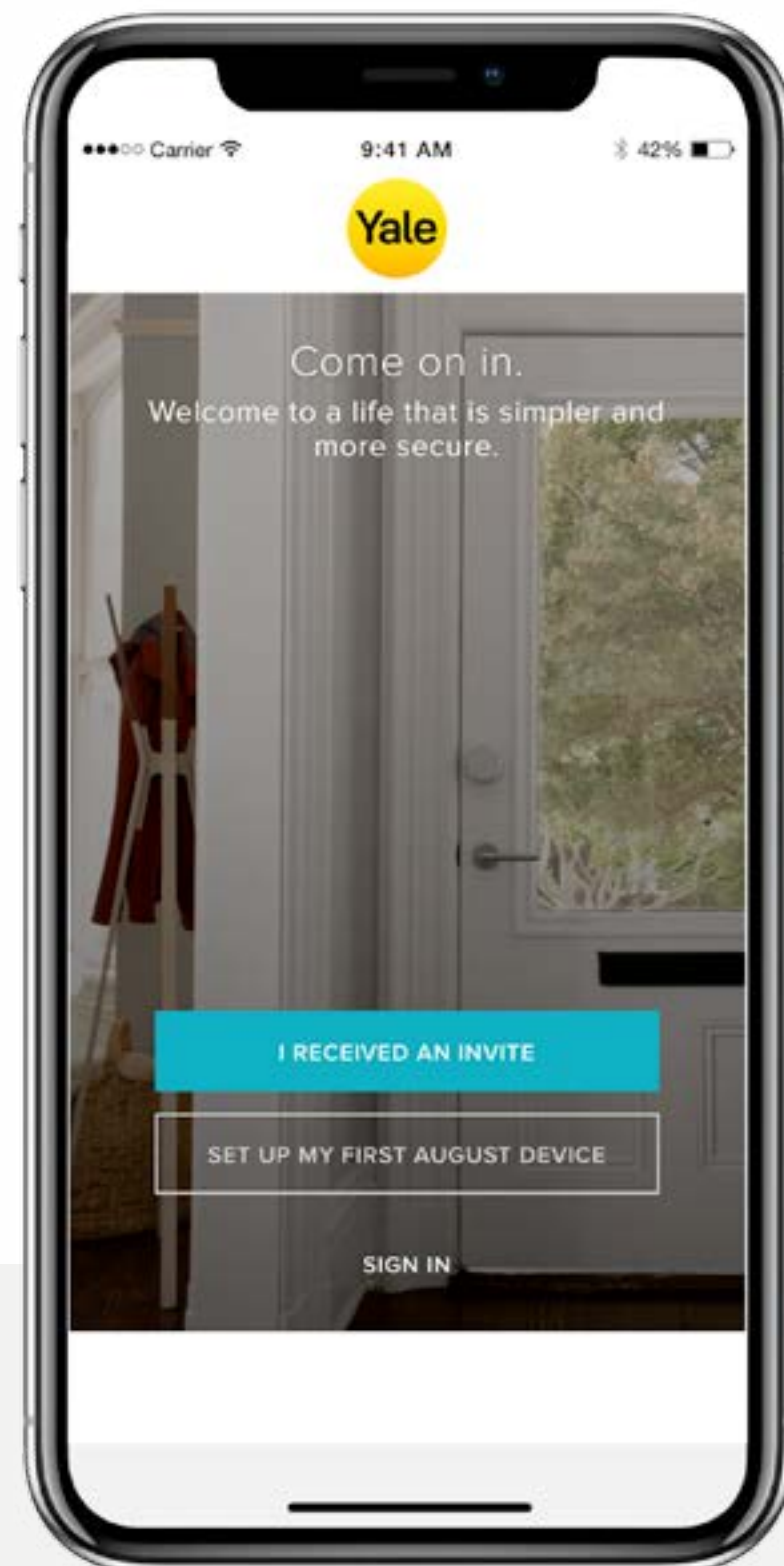 Carrier 9:41 AM 42%
Yale
Come on in.
Welcome to a life that is simpler and
more secure.
I RECEIVED AN INVITE
SET UP MY FIRST AUGUST DEVICE
SIGN IN